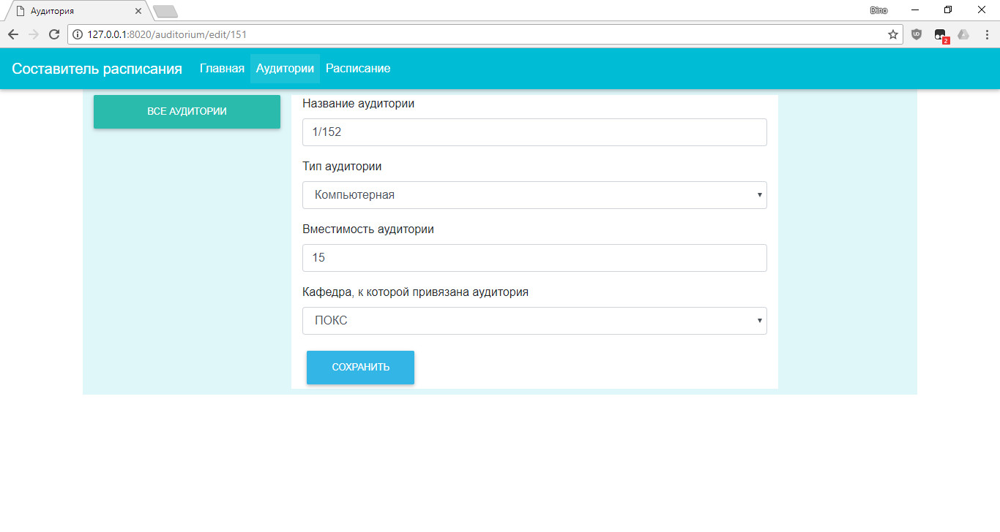 Аудитория
Dino
127.0.0.1:8020/auditorium/edit/151
2
Составитель расписания Главная Аудитории Расписание
ВСЕ АУДИТОРИИ
Название аудитории
1/152
Тип аудитории
Компьютерная
Вместимость аудитории
15
Кафедра, к которой привязана аудитория
ПОКС
СОХРАНИТЬ